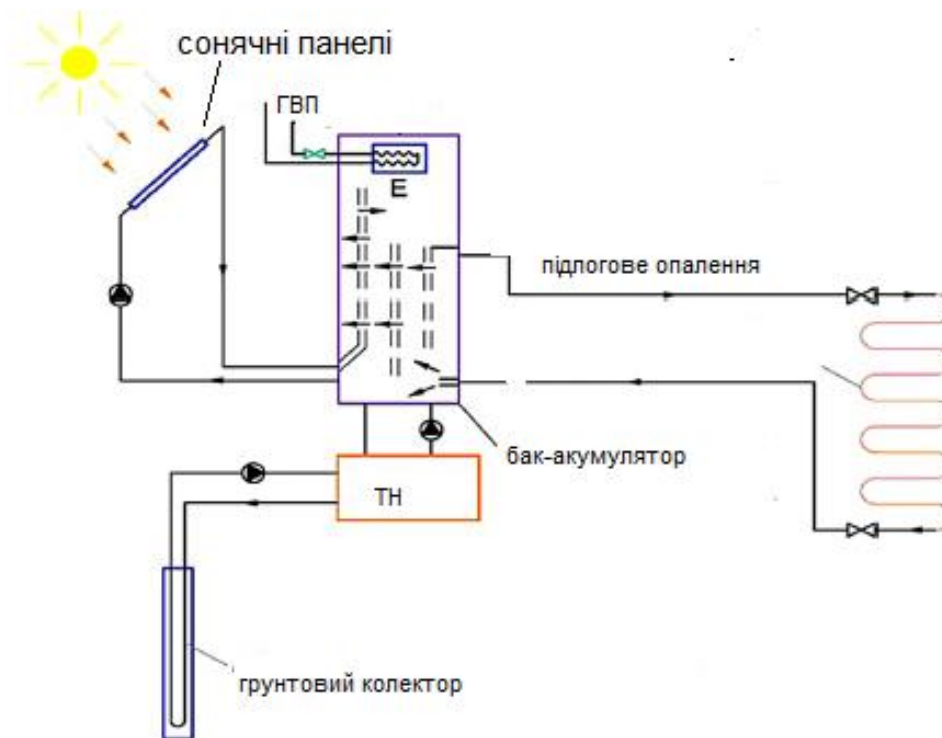 сонячні панелі
ГВП
Е
підлогове опалення
бак-акумулятор
ТН
грунтовий колектор